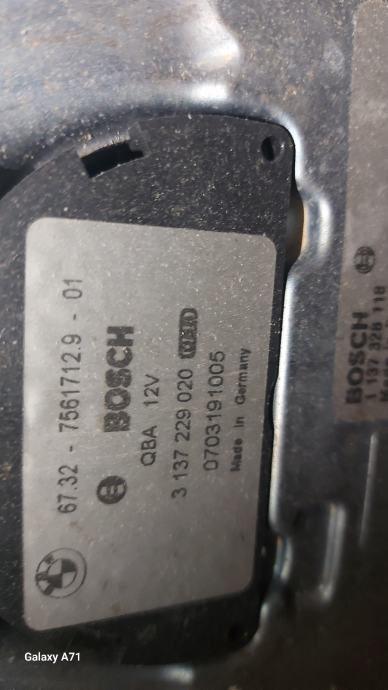 67.32 - 7561712.9 - 01
BOSCH
QBA 12V
3 137 229 020
0703191005
Made In Germany
BOSCH
1 137 328 118
Galaxy A71